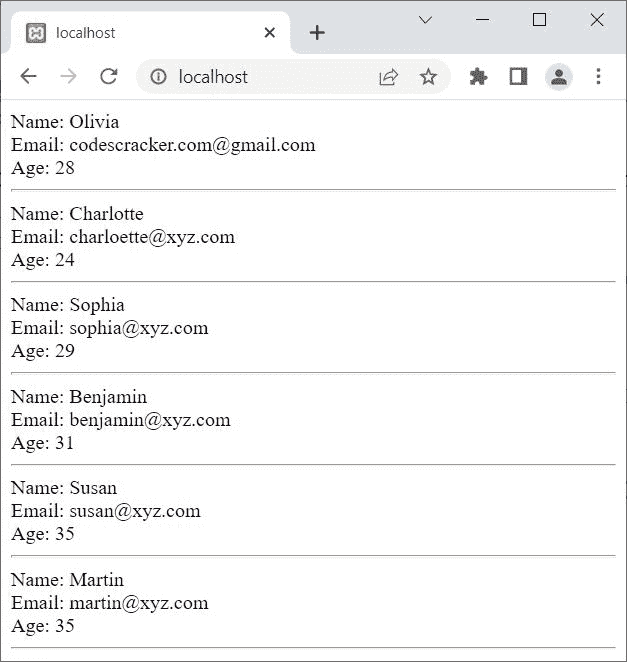 localhost
localhost
Name: Olivia
Email: codescracker.com@gmail.com
Age: 28
Name: Charlotte
Email: charloette@xyz.com
Age: 24
Name: Sophia
Email: sophia@xyz.com
Age: 29
Name: Benjamin
Email: benjamin@xyz.com
Age: 31
Name: Susan
Email: susan@xyz.com
Age: 35
Name: Martin
Email: martin@xyz.com
Age: 35